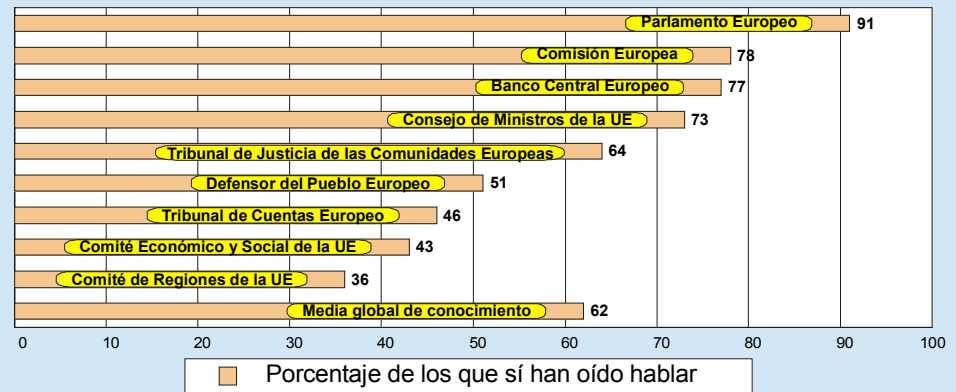 Parlamento Europeo 91
Comisión Europea 78
Banco Central Europeo 77
Consejo de Ministros de la UE 73
Tribunal de Justicia de las Comunidades Europeas 64
Defensor del Pueblo Europeo 51
Tribunal de Cuentas Europeo 46
Comité Económico y Social de la UE 43
Comité de Regiones de la UE 36
Media global de conocimiento 62
0 10 20 30 40 50 60 70 80 90 100
Porcentaje de los que sí han oído hablar